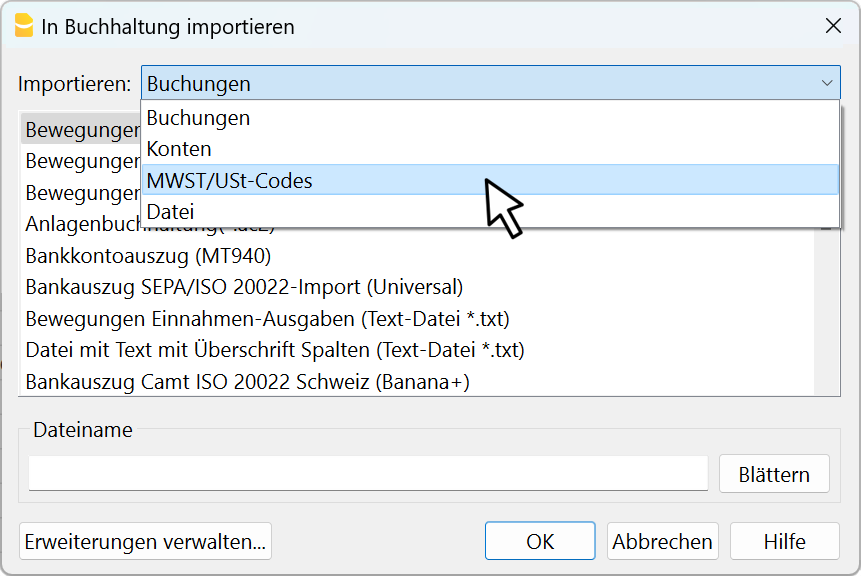 In Buchhaltung importieren
Importieren: Buchungen
Buchungen
Konten
MWST/USt-Codes
Datei
Bewegungen
Bewegungen
Bewegungen
Bankkontoauszug (MT940)
Bankauszug SEPA/ISO 20022-Import (Universal)
Bewegungen Einnahmen-Ausgaben (Text-Datei *.txt)
Datei mit Text mit Überschrift Spalten (Text-Datei *.txt)
Bankauszug Camt ISO 20022 Schweiz (Banana+)
Dateiname
Blättern
Erweiterungen verwalten... OK Abbrechen Hilfe